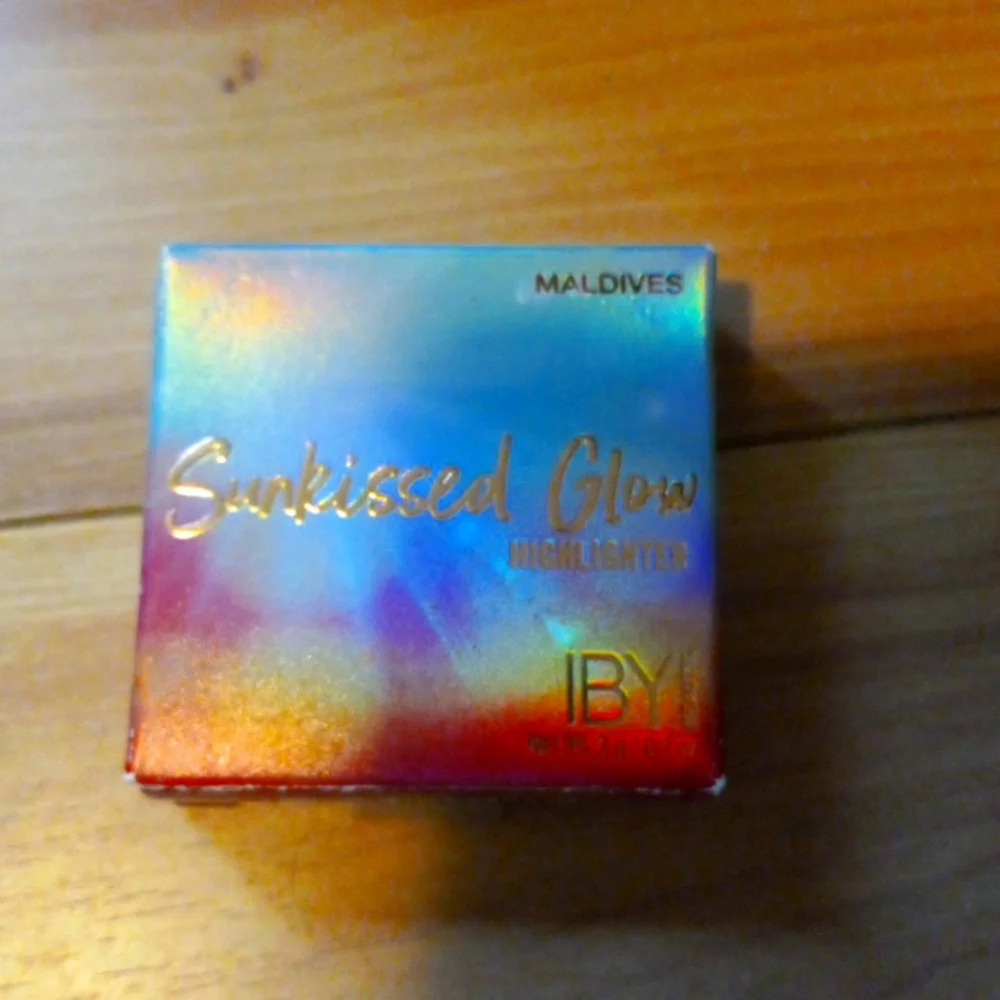 MALDIVES
Sunkissed Glow
HIGHLIGHTER
IBY